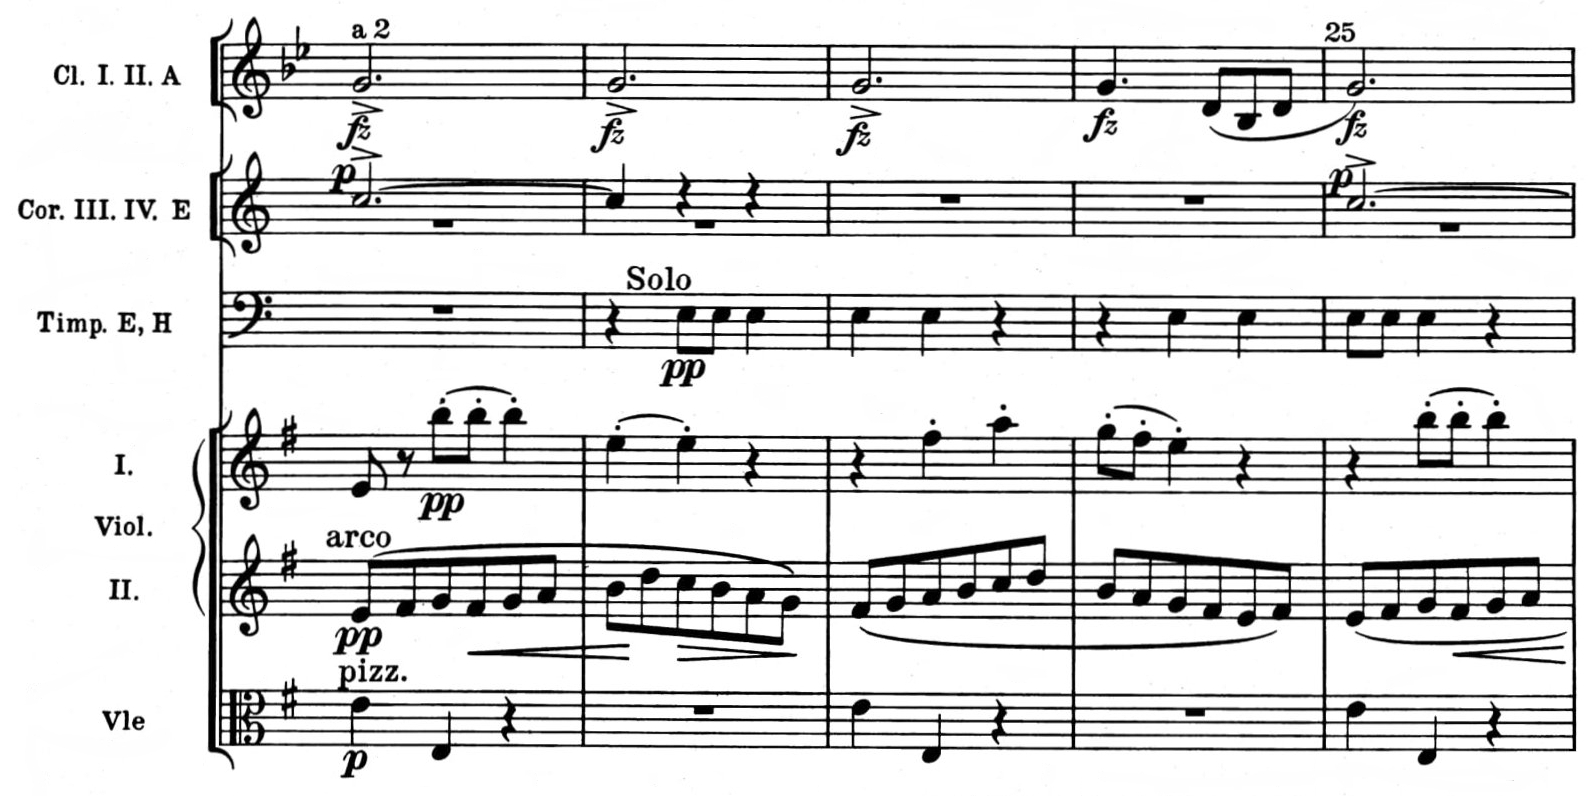 a 2
25
Cl. I. II. A
fz fz fz fz fz
p p
Cor. III. IV. E
Solo
Timp. E, H
pp
I.
pp
Viol.
arco
II.
pp
pizz.
Vle
p